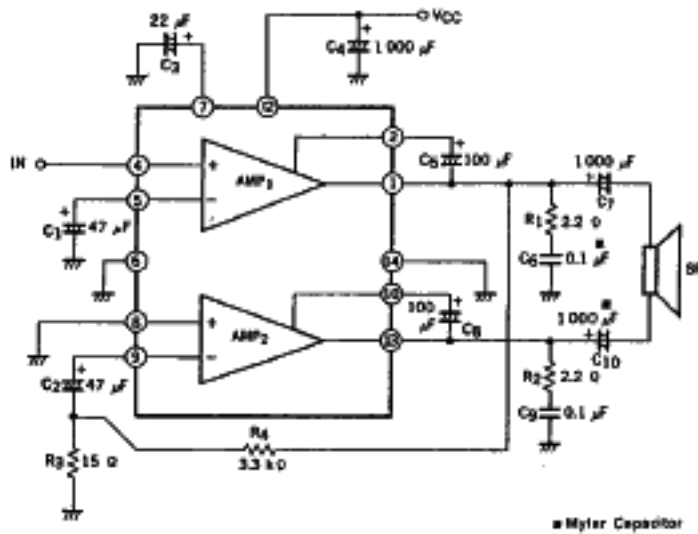 22 µF
C3
VCC
C4 1 000 µF
7
12
2
IN
4
AMP1
C5 100 µF
1
1 000 µF
C7
5
C1 47 µF
R1 2.2 Ω
C6 0.1 µF
6
14
SP
10
8
AMP2
100 µF
C8
1 000 µF
13
C10
9
C2 47 µF
R2 2.2 Ω
C9 0.1 µF
R4
3.3 kΩ
R3 15 Ω
Mylar Capacitor